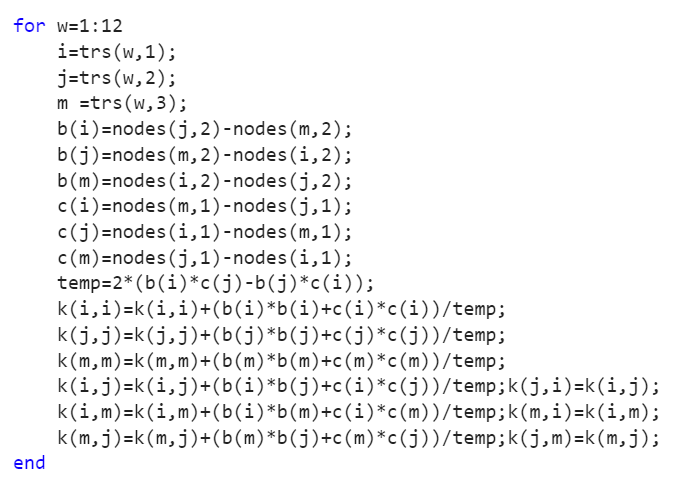 for w=1:12
    i=trs(w,1);
    j=trs(w,2);
    m =trs(w,3);
    b(i)=nodes(j,2)-nodes(m,2);
    b(j)=nodes(m,2)-nodes(i,2);
    b(m)=nodes(i,2)-nodes(j,2);
    c(i)=nodes(m,1)-nodes(j,1);
    c(j)=nodes(i,1)-nodes(m,1);
    c(m)=nodes(j,1)-nodes(i,1);
    temp=2*(b(i)*c(j)-b(j)*c(i));
    k(i,i)=k(i,i)+(b(i)*b(i)+c(i)*c(i))/temp;
    k(j,j)=k(j,j)+(b(j)*b(j)+c(j)*c(j))/temp;
    k(m,m)=k(m,m)+(b(m)*b(m)+c(m)*c(m))/temp;
    k(i,j)=k(i,j)+(b(i)*b(j)+c(i)*c(j))/temp;k(j,i)=k(i,j);
    k(i,m)=k(i,m)+(b(i)*b(m)+c(i)*c(m))/temp;k(m,i)=k(i,m);
    k(m,j)=k(m,j)+(b(m)*b(j)+c(m)*c(j))/temp;k(j,m)=k(m,j);
end